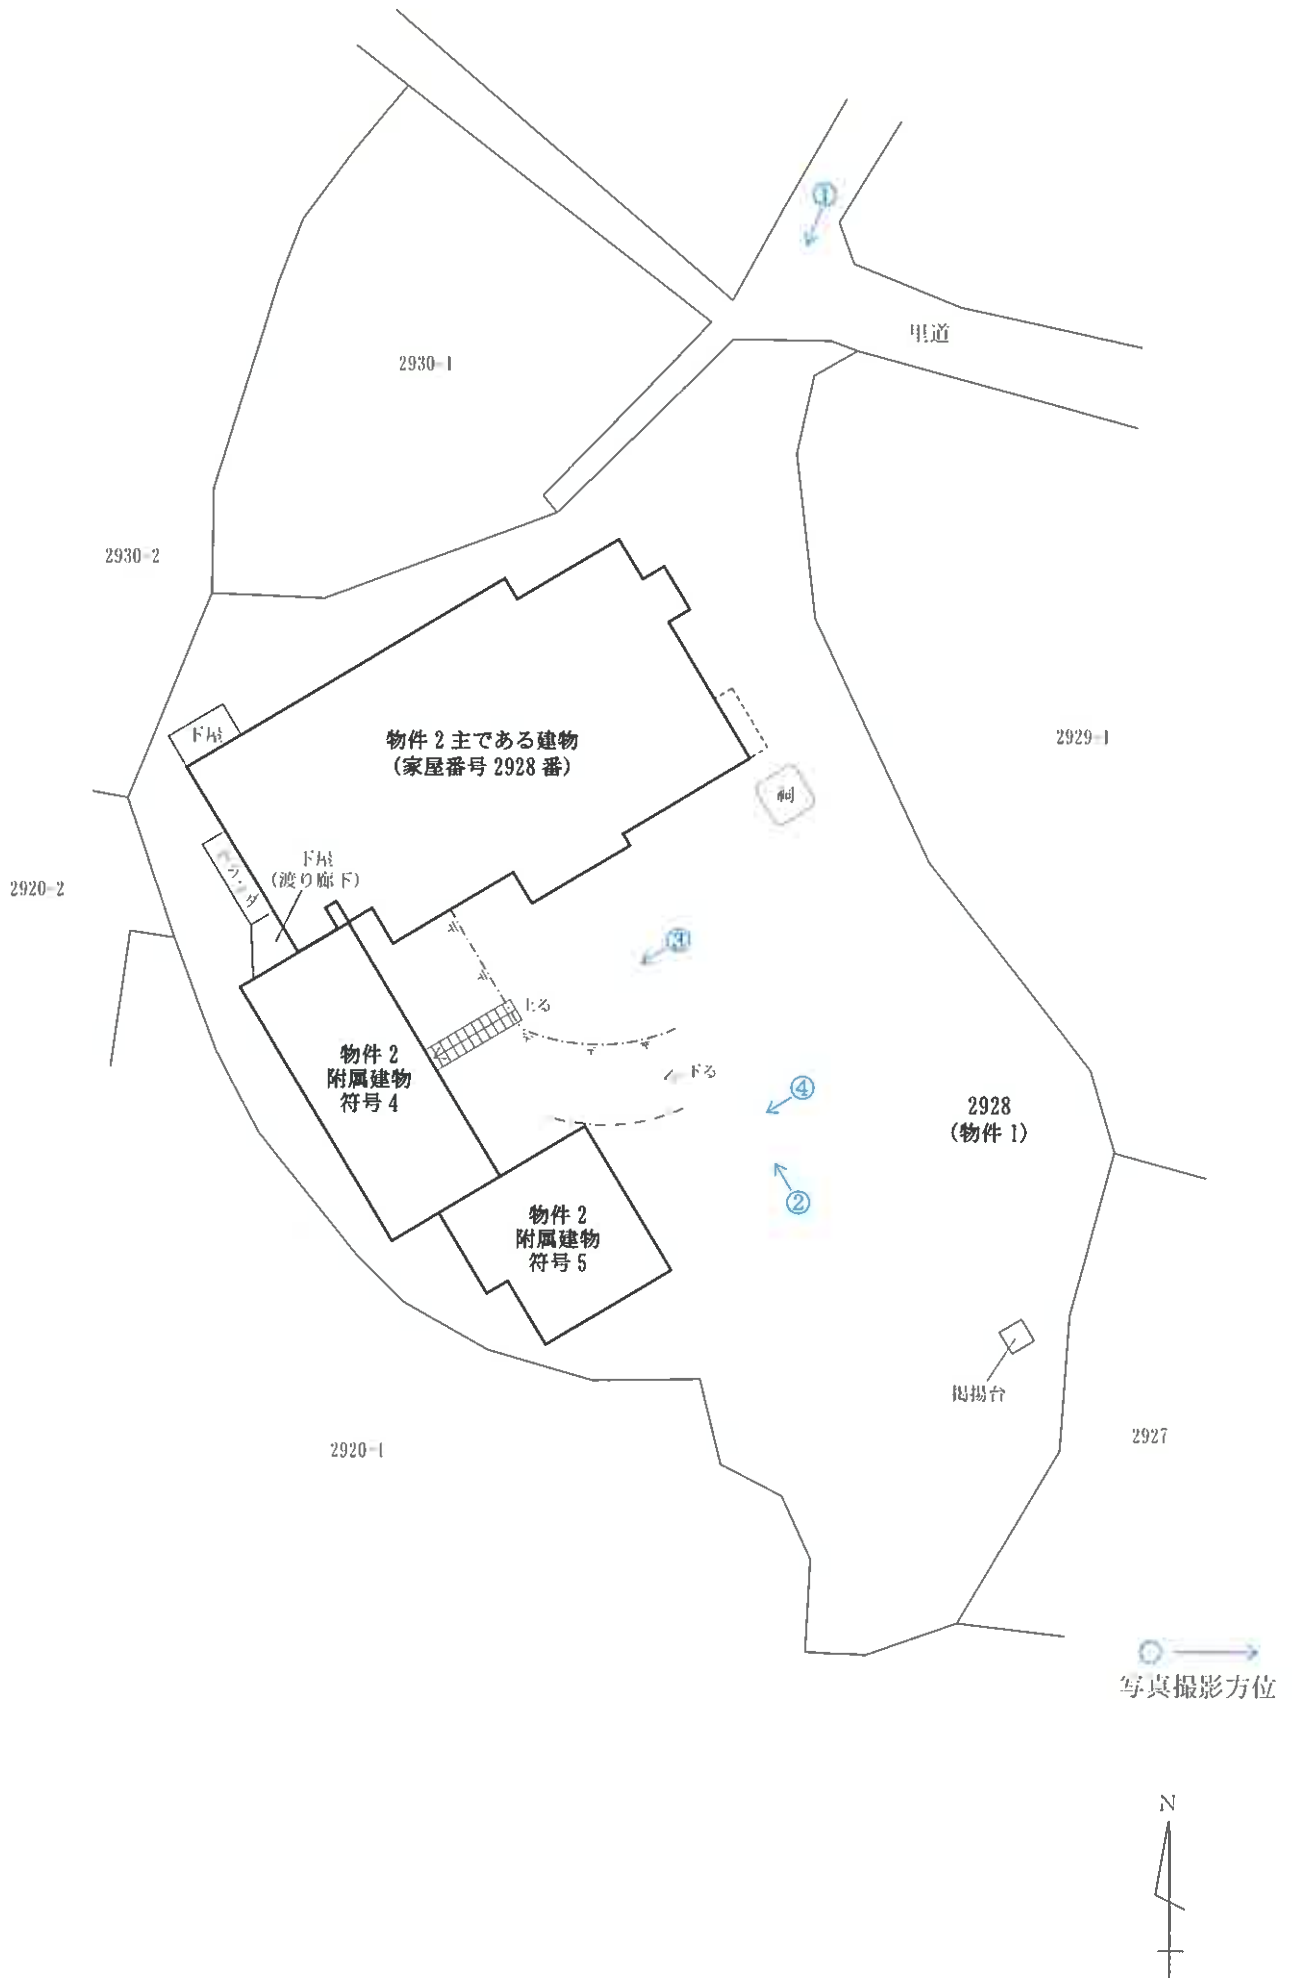 ①
里道
2930-1
2930-2
下屋
物件 2 主である建物
(家屋番号 2928 番)
2929-1
祠
2920-2
下屋
(渡り廊下)
③
上る
物件 2
附属建物
符号 4
下る
④
2928
(物件 1)
②
物件 2
附属建物
符号 5
掲揚台
2920-1
2927
写真撮影方位
N